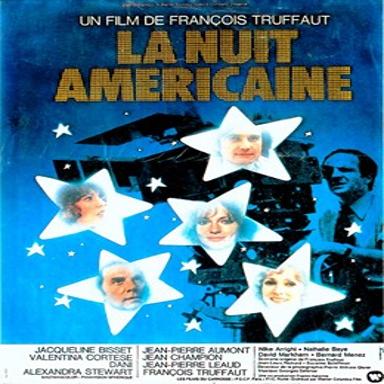 UN FILM DE FRANÇOIS TRUFFAUT
LA NUIT
AMERICAINE
JACQUELINE BISSET
VALENTINA CORTESE
DANI
ALEXANDRA STEWART
JEAN-PIERRE AUMONT
JEAN CHAMPION
JEAN-PIERRE LEAUD
FRANÇOIS TRUFFAUT
Nike Arrighi - Nathalie Baye
David Markham - Bernard Menez